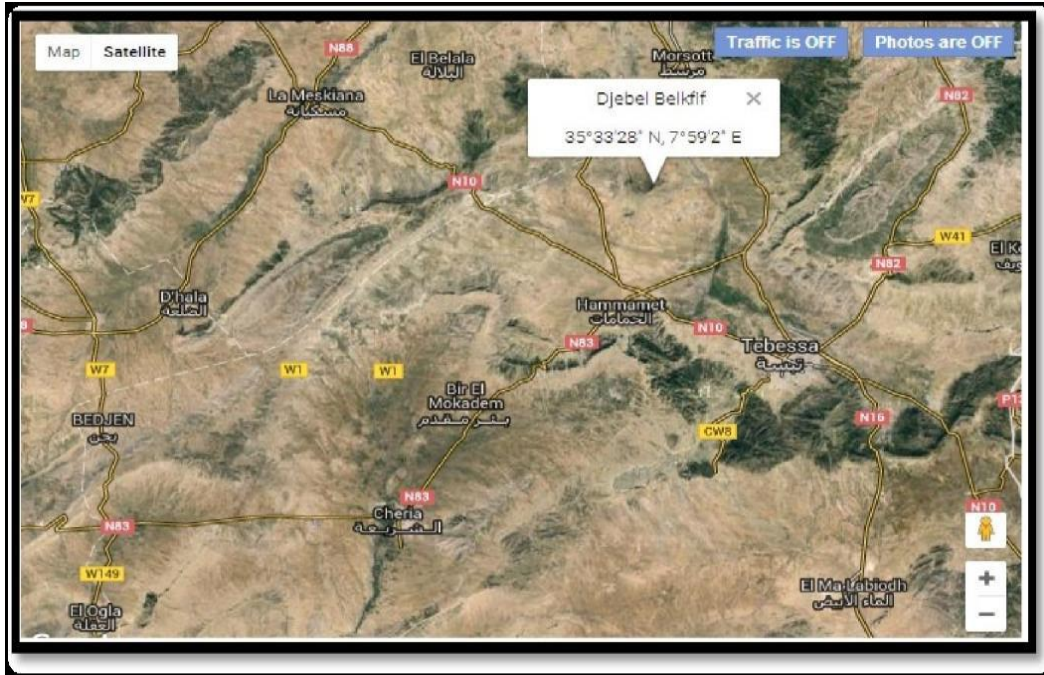 Map Satellite
Traffic is OFF
Photos are OFF
N88
El Belala
البلالة
Morsott
مرسط
La Meskiana
مسكيانة
N82
Djebel Belkfif ×
35°33'28" N, 7°59'2" E
N10
W7
W41
N82
D'hala
الضلعة
Hammamet
الحمامات
N83
N10
Tebessa
تبسة
W7
W1
W1
Bir El
Mokadem
بئر مقدم
BEDJEN
بجن
N16
CW8
N83
Cheria
الشريعة
N83
N10
W149
El Ma Lubiodh
الماء الأبيض
El Ogla
العقلة
+
−